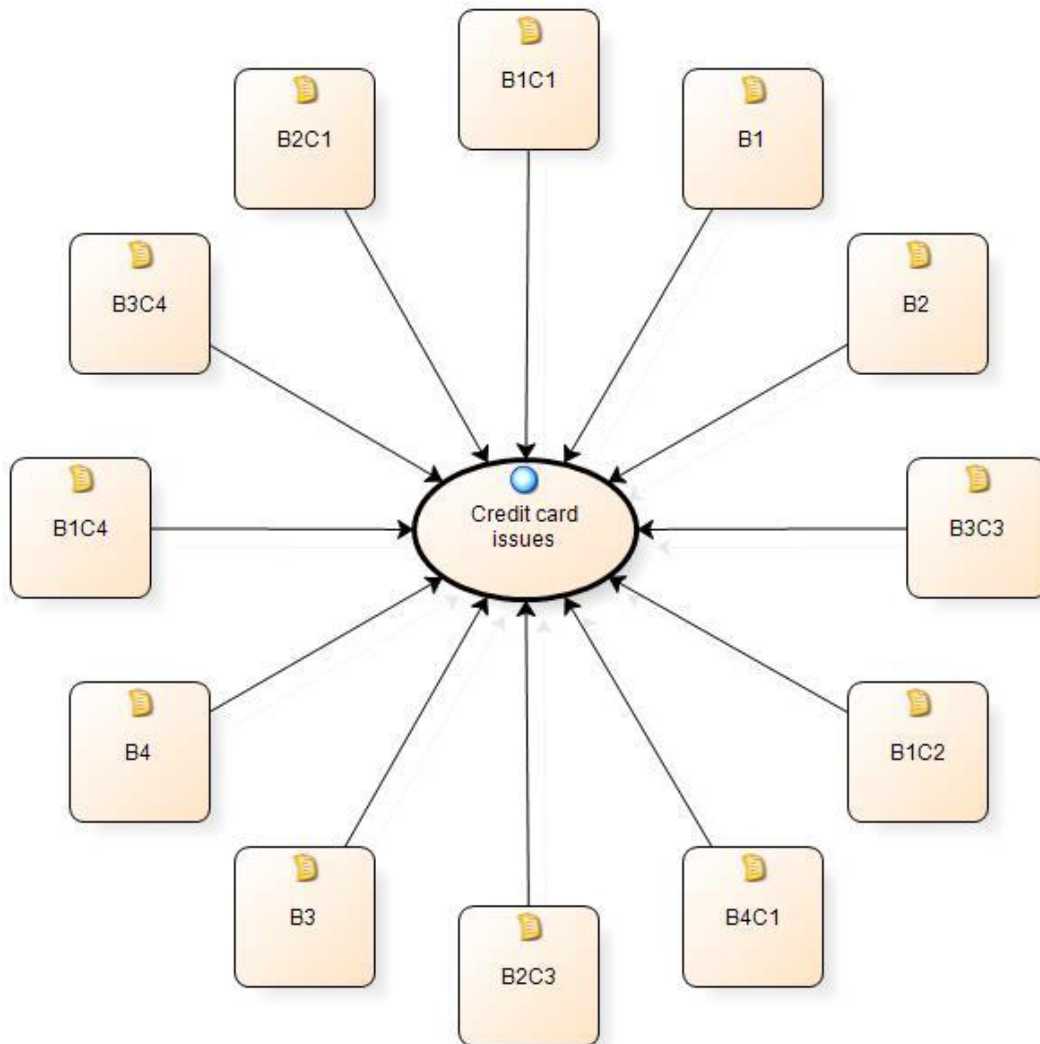 B1C1
B2C1
B1
B3C4
B2
B1C4
Credit card
issues
B3C3
B4
B1C2
B3
B4C1
B2C3